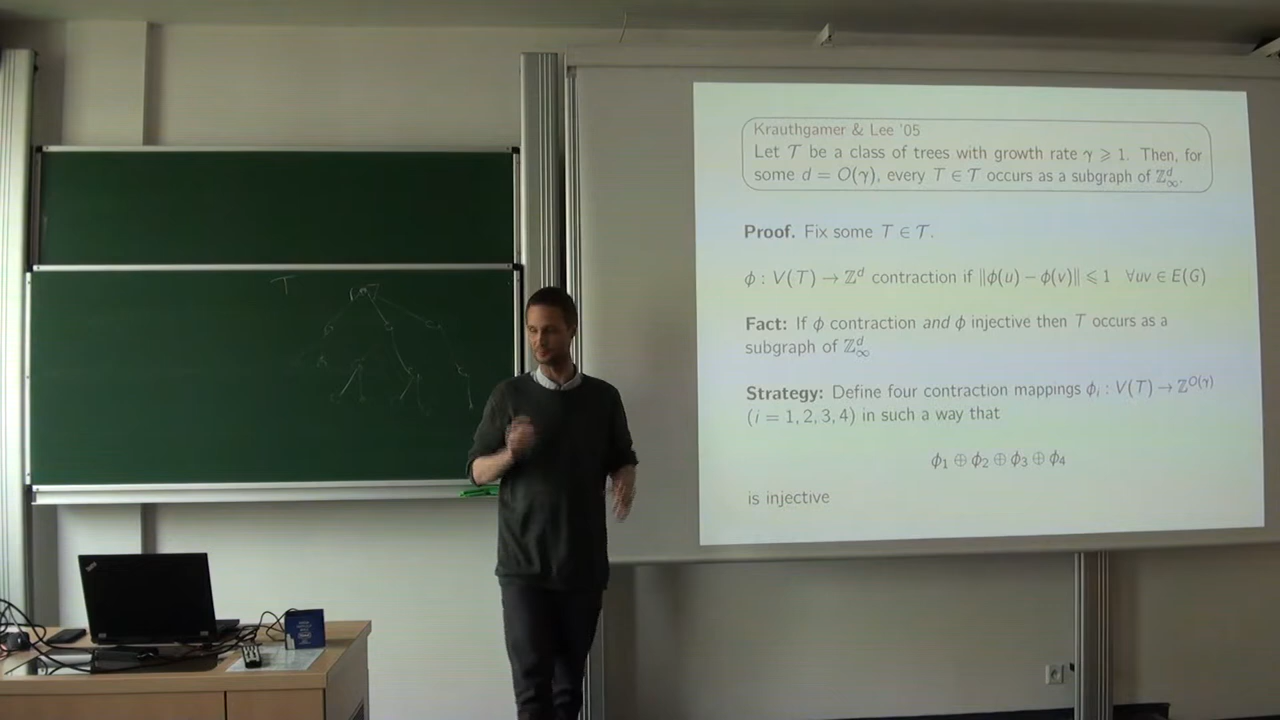 T
Krauthgamer & Lee '05
Let 𝒯 be a class of trees with growth rate γ ⩾ 1. Then, for
some d = O(γ), every T ∈ 𝒯 occurs as a subgraph of ℤ^d_∞.
Proof. Fix some T ∈ 𝒯.
ϕ : V(T) → ℤ^d contraction if ‖ϕ(u) − ϕ(v)‖ ⩽ 1 ∀uv ∈ E(G)
Fact: If ϕ contraction and ϕ injective then T occurs as a
subgraph of ℤ^d_∞
Strategy: Define four contraction mappings ϕ_i : V(T) → ℤ^O(γ)
(i = 1, 2, 3, 4) in such a way that
ϕ_1 ⊕ ϕ_2 ⊕ ϕ_3 ⊕ ϕ_4
is injective